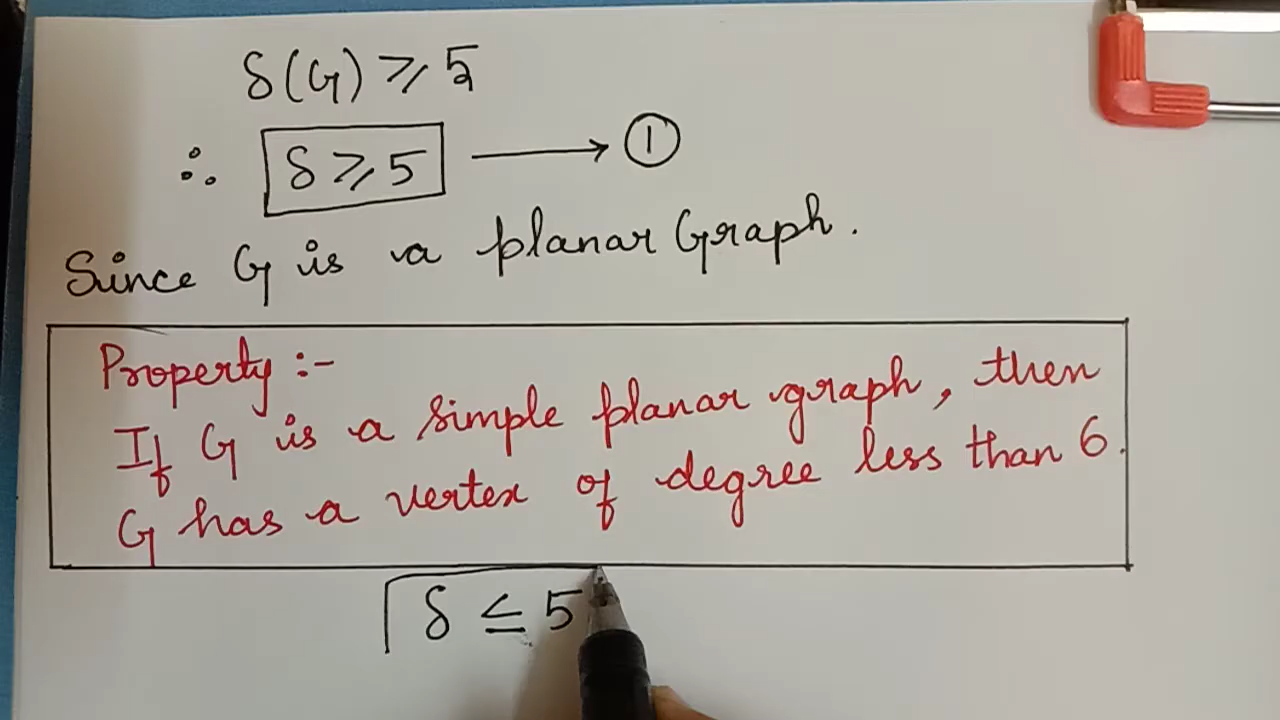 δ(G) ⩾ 5
∴ δ ⩾ 5 ⟶ ①
Since G is a planar Graph.
Property :-
If G is a simple planar graph, then
G has a vertex of degree less than 6.
δ ≤ 5